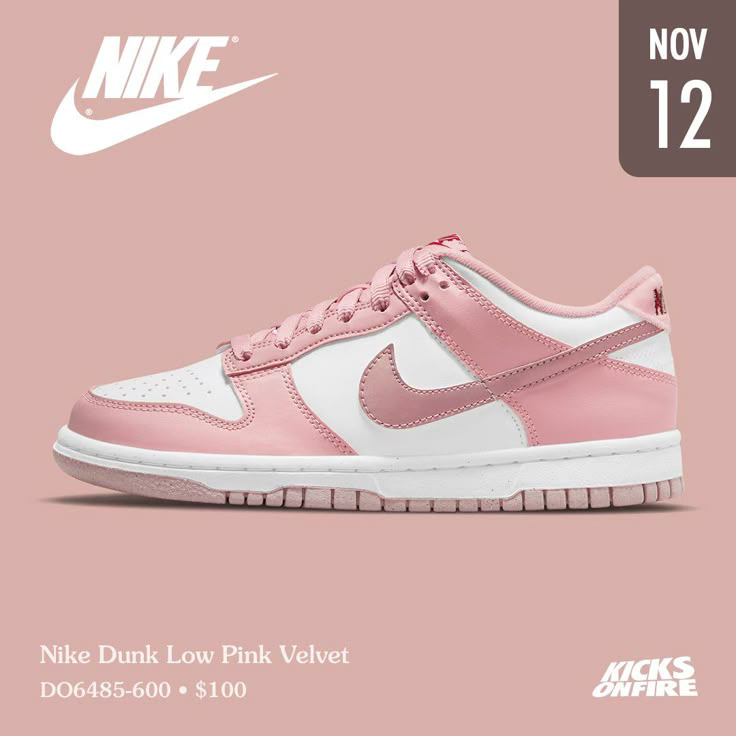 NIKE
NOV
12
Nike Dunk Low Pink Velvet
DO6485-600 • $100
KICKS
ONFIRE